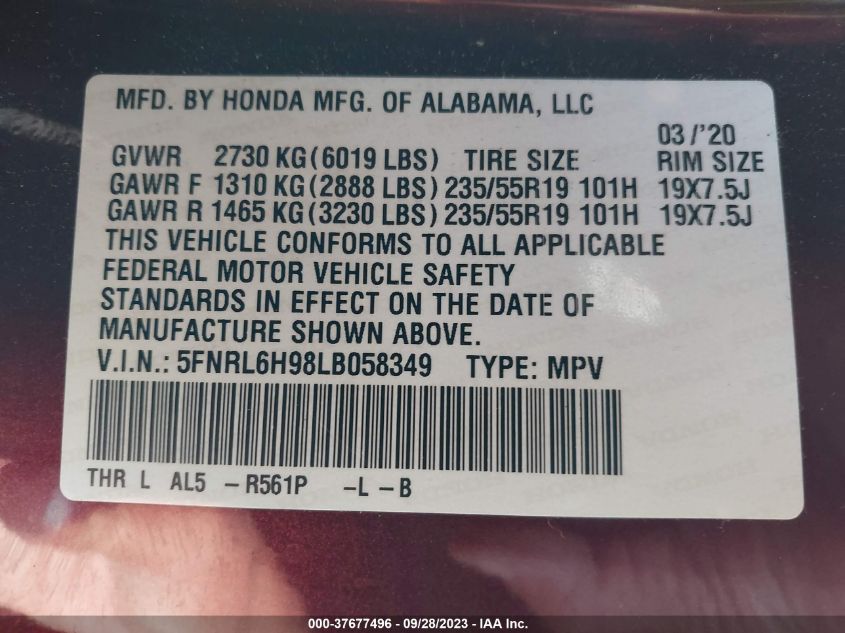 MFD. BY HONDA MFG. OF ALABAMA, LLC
03/'20
GVWR 2730 KG (6019 LBS) TIRE SIZE RIM SIZE
GAWR F 1310 KG (2888 LBS) 235/55R19 101H 19X7.5J
GAWR R 1465 KG (3230 LBS) 235/55R19 101H 19X7.5J
THIS VEHICLE CONFORMS TO ALL APPLICABLE
FEDERAL MOTOR VEHICLE SAFETY
STANDARDS IN EFFECT ON THE DATE OF
MANUFACTURE SHOWN ABOVE.
V.I.N.: 5FNRL6H98LB058349 TYPE: MPV
THR L AL5 -R561P -L -B
000-37677496 - 09/28/2023 - IAA Inc.